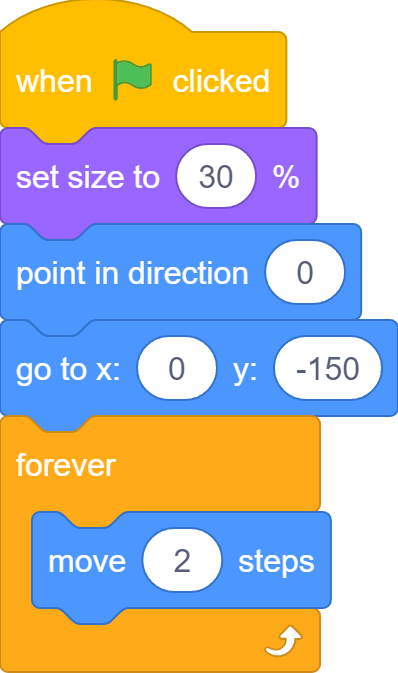 when clicked
set size to 30 %
point in direction 0
go to x: 0 y: -150
forever
move 2 steps